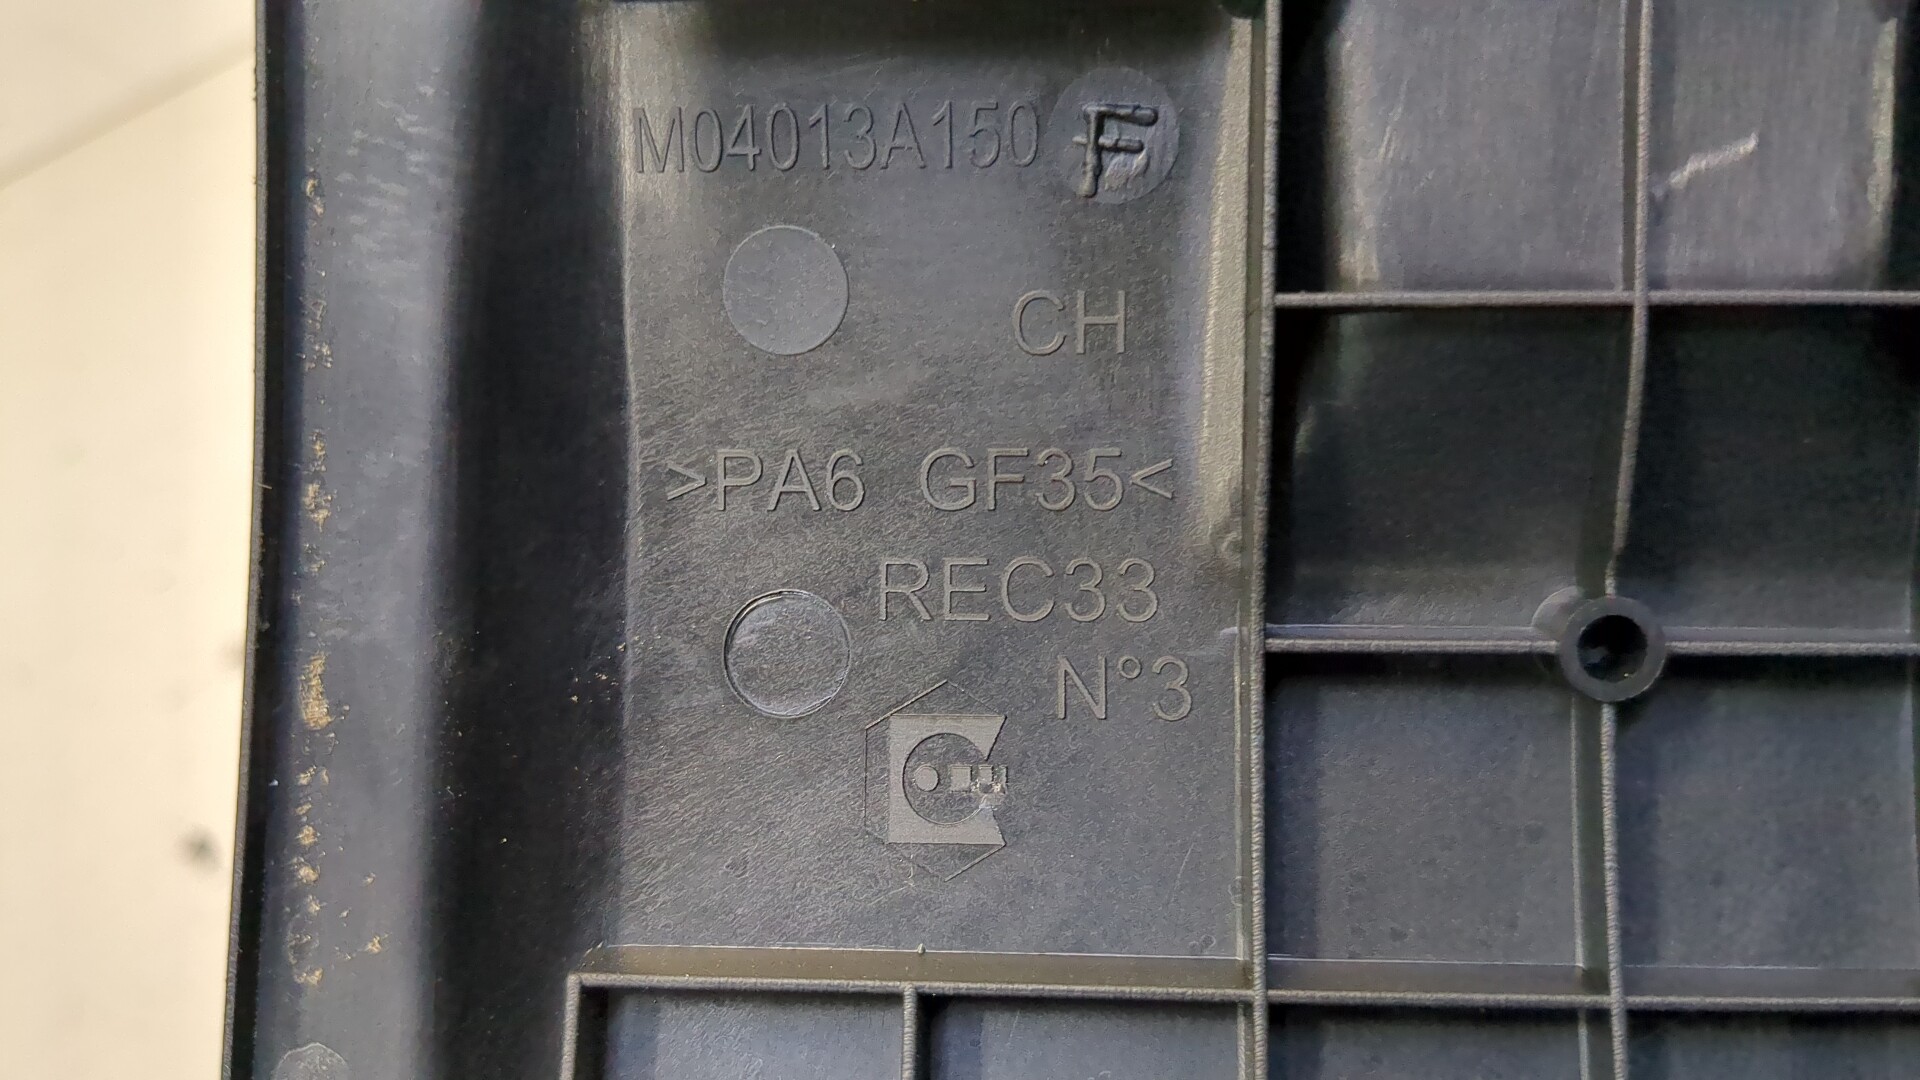 M04013A150 F
CH
>PA6 GF35<
REC33
N°3